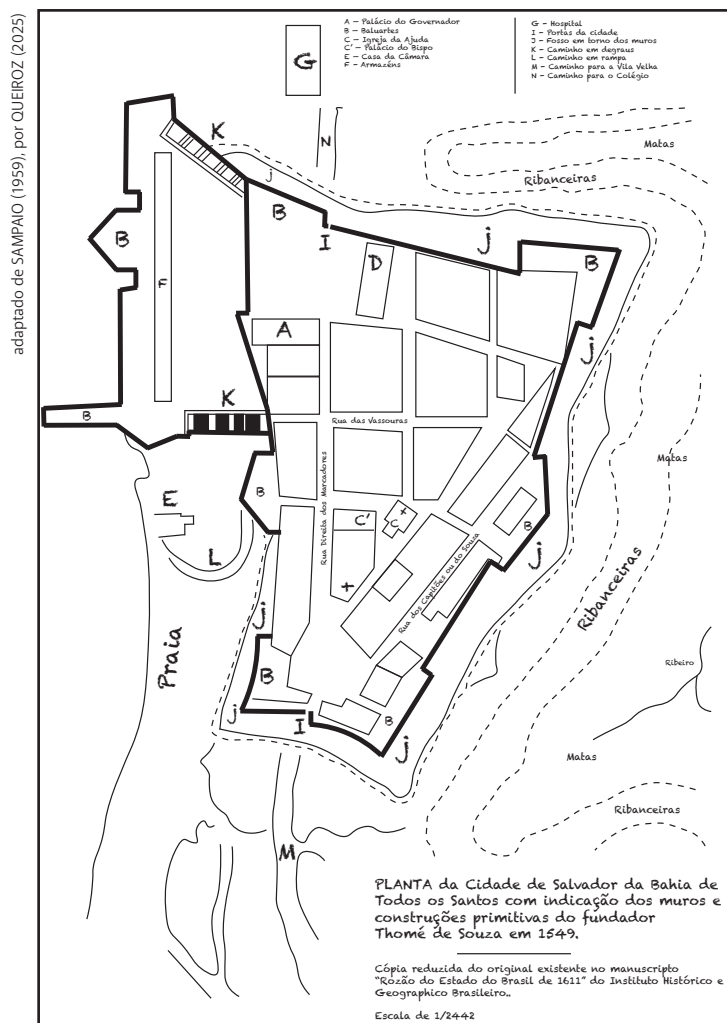 adaptado de SAMPAIO (1959), por QUEIROZ (2025)
A – Palácio do Governador
B – Baluartes
C – Igreja da Ajuda
C' – Palácio do Bispo
E – Casa da Câmara
F – Armazéns
G – Hospital
I – Portas da cidade
J – Fosso em torno dos muros
K – Caminho em degraus
L – Caminho em rampa
M – Caminho para a Vila Velha
N – Caminho para o Colégio
G
K
N
Matas
j
Ribanceiras
B
I
j
B
D
B
F
A
j
K
B
Rua das Vassouras
Matas
Rua Direita dos Marcadores
E
B
C'
C
B
L
Rua dos Capitões ou do Souza
j
Ribanceiras
j
Praia
B
Ribeiro
j
I
B
j
Matas
Ribanceiras
M
PLANTA da Cidade de Salvador da Bahia de
Todos os Santos com indicação dos muros e
construções primitivas do fundador
Thomé de Souza em 1549.
Cópia reduzida do original existente no manuscripto
"Rozão do Estado do Brasil de 1611" do Instituto Histórico e
Geographico Brasileiro..
Escala de 1/2442